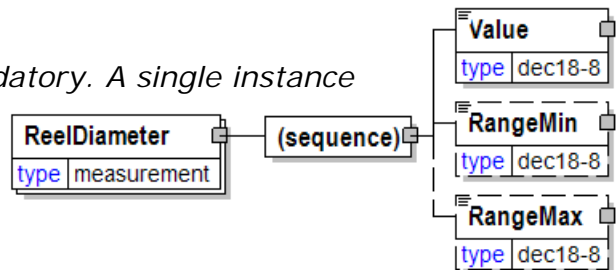 Value
type dec18-8
datory. A single instance
RangeMin
ReelDiameter
(sequence)
type dec18-8
type measurement
RangeMax
type dec18-8